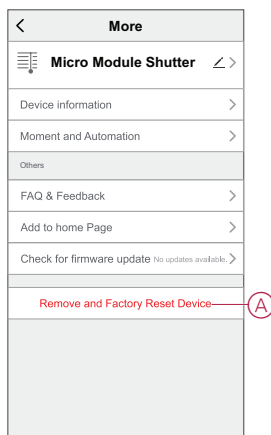 More
Micro Module Shutter
Device information
Moment and Automation
Others
FAQ & Feedback
Add to home Page
Check for firmware update No updates available.
Remove and Factory Reset Device A